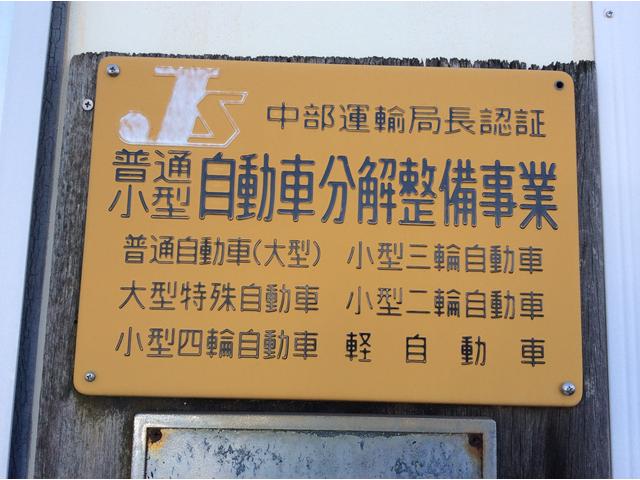 JS 中部運輸局長認証
普通
小型 自動車分解整備事業
普通自動車(大型) 小型三輪自動車
大型特殊自動車 小型二輪自動車
小型四輪自動車 軽自動車